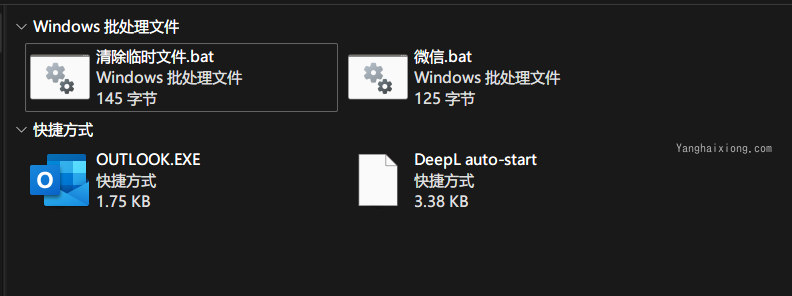 Windows 批处理文件
清除临时文件.bat
Windows 批处理文件
145 字节
微信.bat
Windows 批处理文件
125 字节
快捷方式
OUTLOOK.EXE
快捷方式
1.75 KB
DeepL auto-start
快捷方式
3.38 KB
Yanghaixiong.com